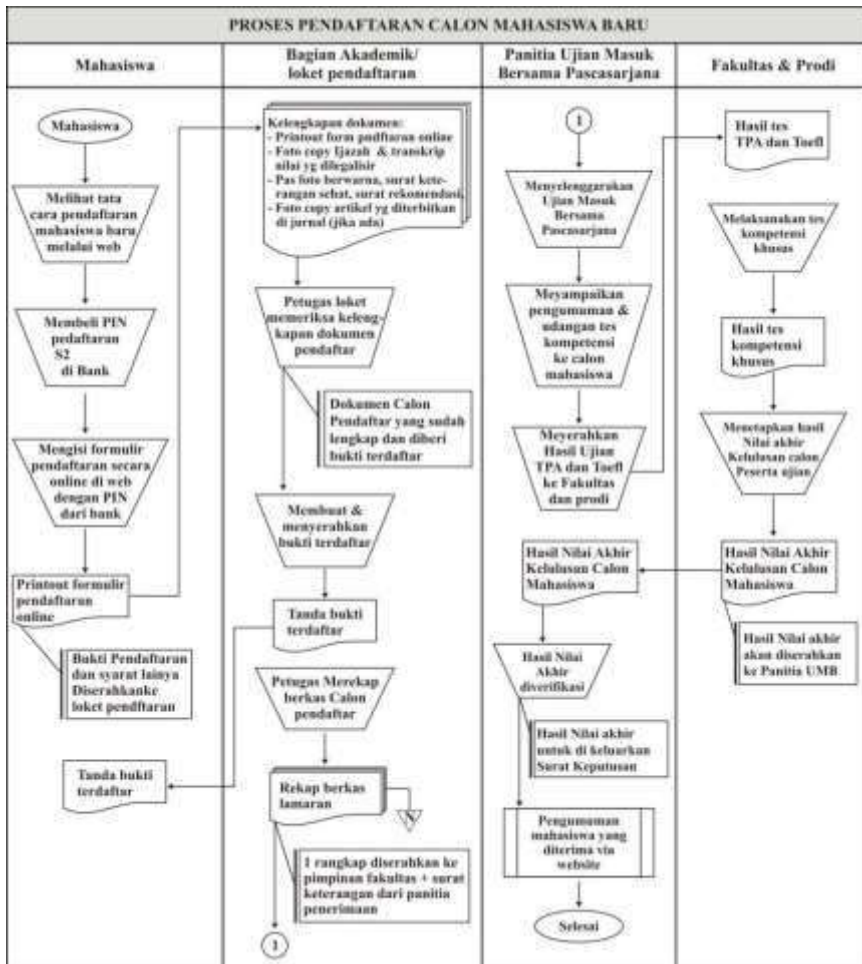 PROSES PENDAFTARAN CALON MAHASISWA BARU
Mahasiswa
Bagian Akademik/
loket pendaftaran
Panitia Ujian Masuk
Bersama Pascasarjana
Fakultas & Prodi
Mahasiswa
Melihat tata
cara pendaftaran
mahasiswa baru
melalui web
Membeli PIN
pedaftaran
S2
di Bank
Mengisi formulir
pendaftaran secara
online di web
dengan PIN
dari bank
Printout formulir
pendaftaran
online
Bukti Pendaftaran
dan syarat lainya
Diserahkanke
loket pendftaran
Tanda bukti
terdaftar
Kelengkapan dokumen:
- Printout form pndftaran online
- Foto copy Ijazah & transkrip
nilai yg dilegalisir
- Pas foto berwarna, surat kete-
rangan sehat, surat rekomendasi,
- Foto copy artikel yg diterbitkan
di jurnal (jika ada)
Petugas loket
memeriksa keleng-
kapan dokumen
pendaftar
Dokumen Calon
Pendaftar yang sudah
lengkap dan diberi
bukti terdaftar
Membuat &
menyerahkan
bukti terdaftar
Tanda bukti
terdaftar
Petugas Merekap
berkas Calon
pendaftar
Rekap berkas
lamaran
N
1 rangkap diserahkan ke
pimpinan fakultas + surat
keterangan dari panitia
penerimaan
1
1
Menyelenggarakan
Ujian Masuk
Bersama
Pascasarjana
Meyampaikan
pengumuman &
udangan tes
kompetensi
ke calon
mahasiswa
Meyerahkan
Hasil Ujian
TPA dan Toefl
ke Fakultas
dan prodi
Hasil Nilai Akhir
Kelulusan Calon
Mahasiswa
Hasil Nilai
Akhir
diverifikasi
Hasil Nilai akhir
untuk di keluarkan
Surat Keputusan
Pengumuman
mahasiswa yang
diterima via
website
Selesai
Hasil tes
TPA dan Toefl
Melaksanakan tes
kompetensi
khusus
Hasil tes
kompetensi
khusus
Menetapkan hasil
Nilai akhir
Kelulusan calon
Peserta ujian
Hasil Nilai Akhir
Kelulusan Calon
Mahasiswa
Hasil Nilai akhir
akan diserahkan
ke Panitia UMB